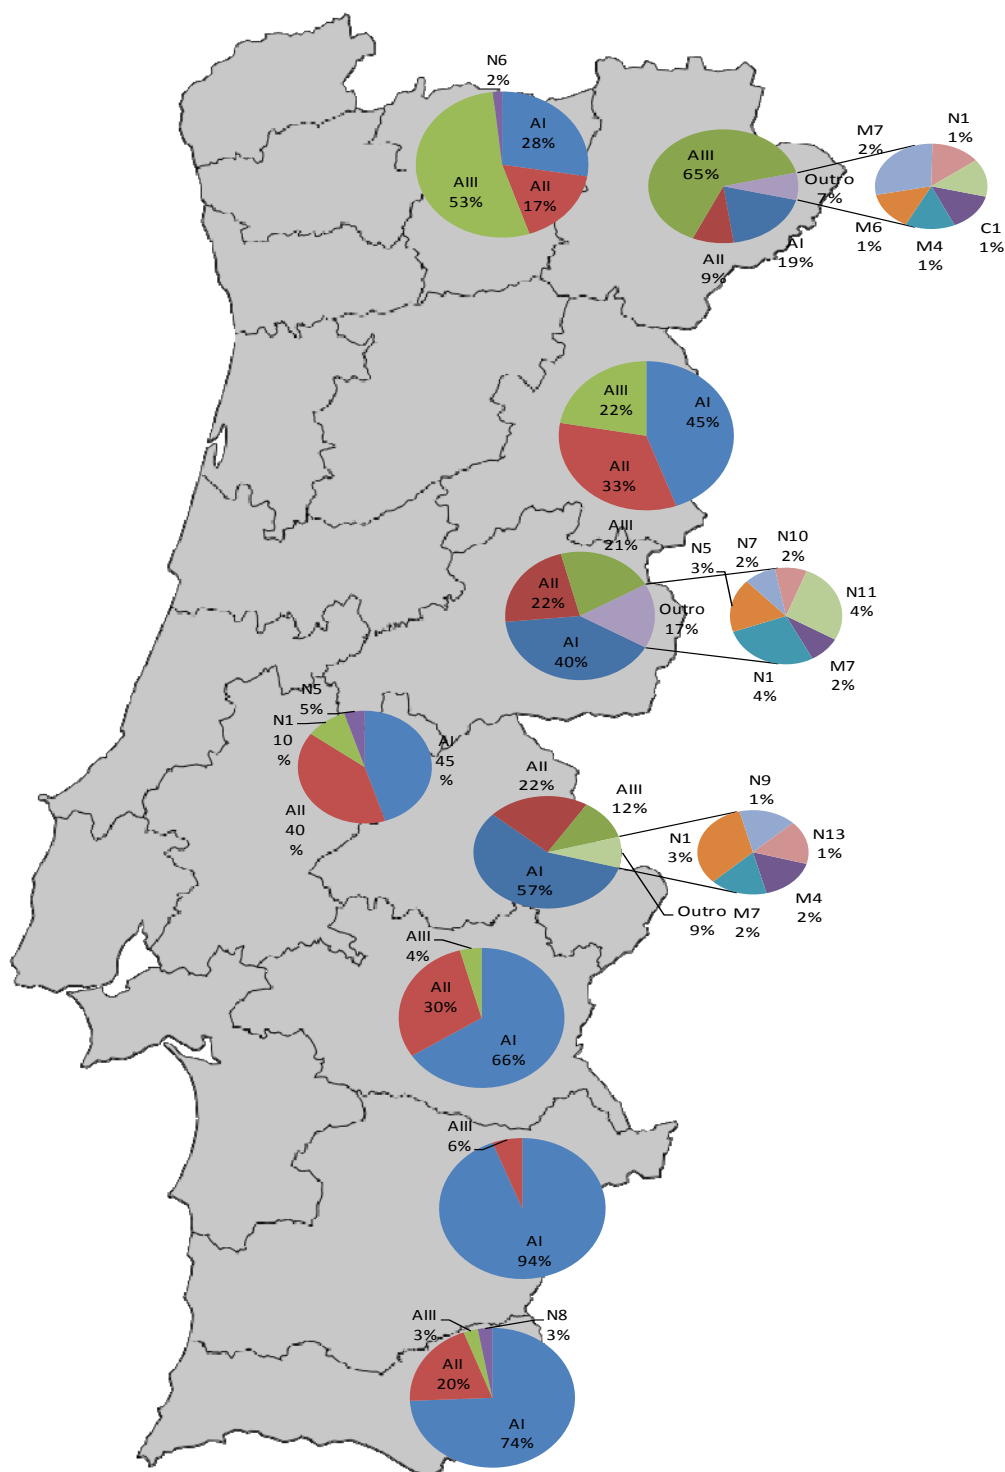 N6
2%
AI
28%
AII
17%
AIII
53%
AIII
65%
Outro
7%
AI
19%
AII
9%
M7
2%
N1
1%
C1
1%
M4
1%
M6
1%
AI
45%
AII
33%
AIII
22%
AIII
21%
AII
22%
AI
40%
Outro
17%
N5
3%
N7
2%
N10
2%
N11
4%
M7
2%
N1
4%
N5
5%
N1
10
%
AI
45
%
AII
40
%
AII
22%
AIII
12%
AI
57%
Outro
9%
N9
1%
N1
3%
N13
1%
M4
2%
M7
2%
AIII
4%
AII
30%
AI
66%
AIII
6%
AI
94%
AIII
3%
N8
3%
AII
20%
AI
74%